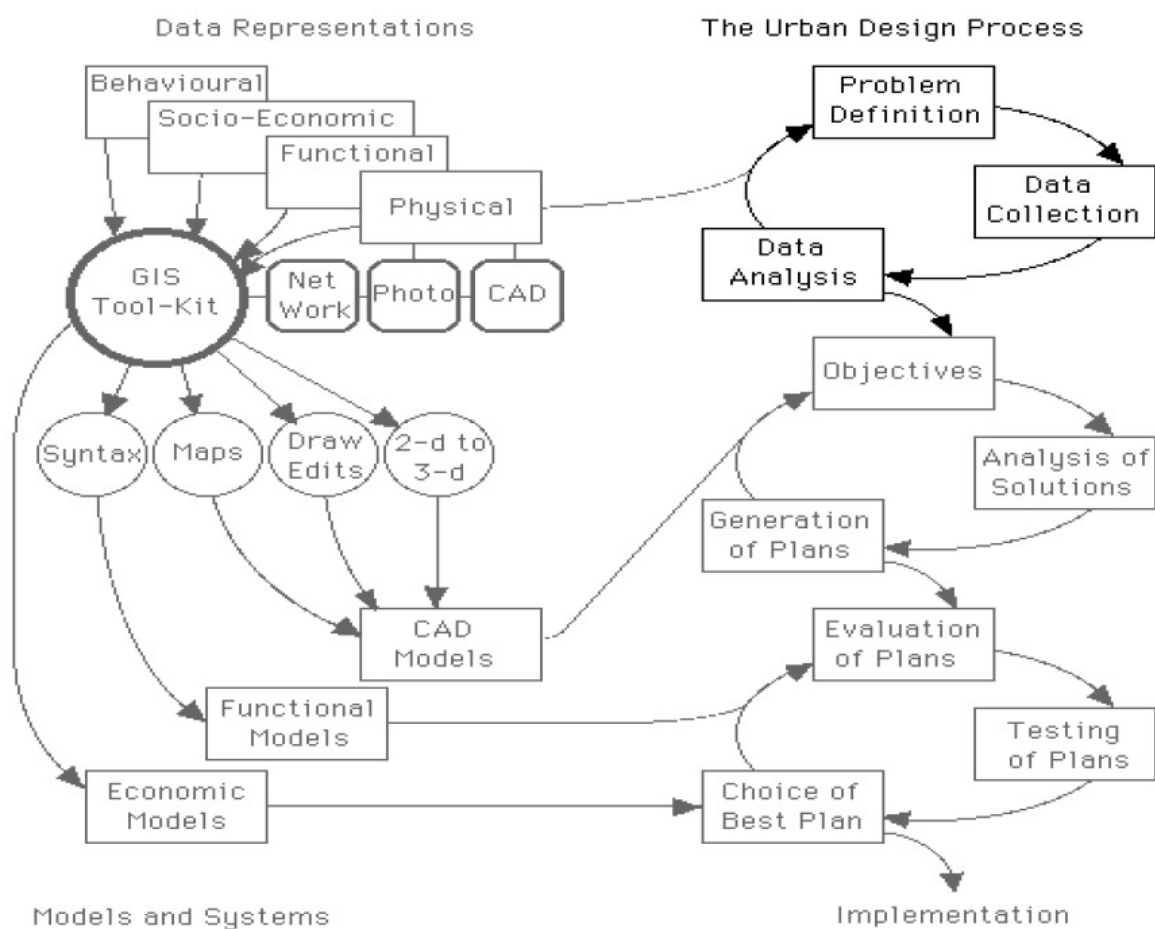 Data Representations
The Urban Design Process
Behavioural
Socio-Economic
Functional
Physical
GIS
Tool-Kit
Net
Work
Photo
CAD
Syntax
Maps
Draw
Edits
2-d to
3-d
CAD
Models
Functional
Models
Economic
Models
Models and Systems
Problem
Definition
Data
Collection
Data
Analysis
Objectives
Analysis of
Solutions
Generation
of Plans
Evaluation
of Plans
Testing
of Plans
Choice of
Best Plan
Implementation